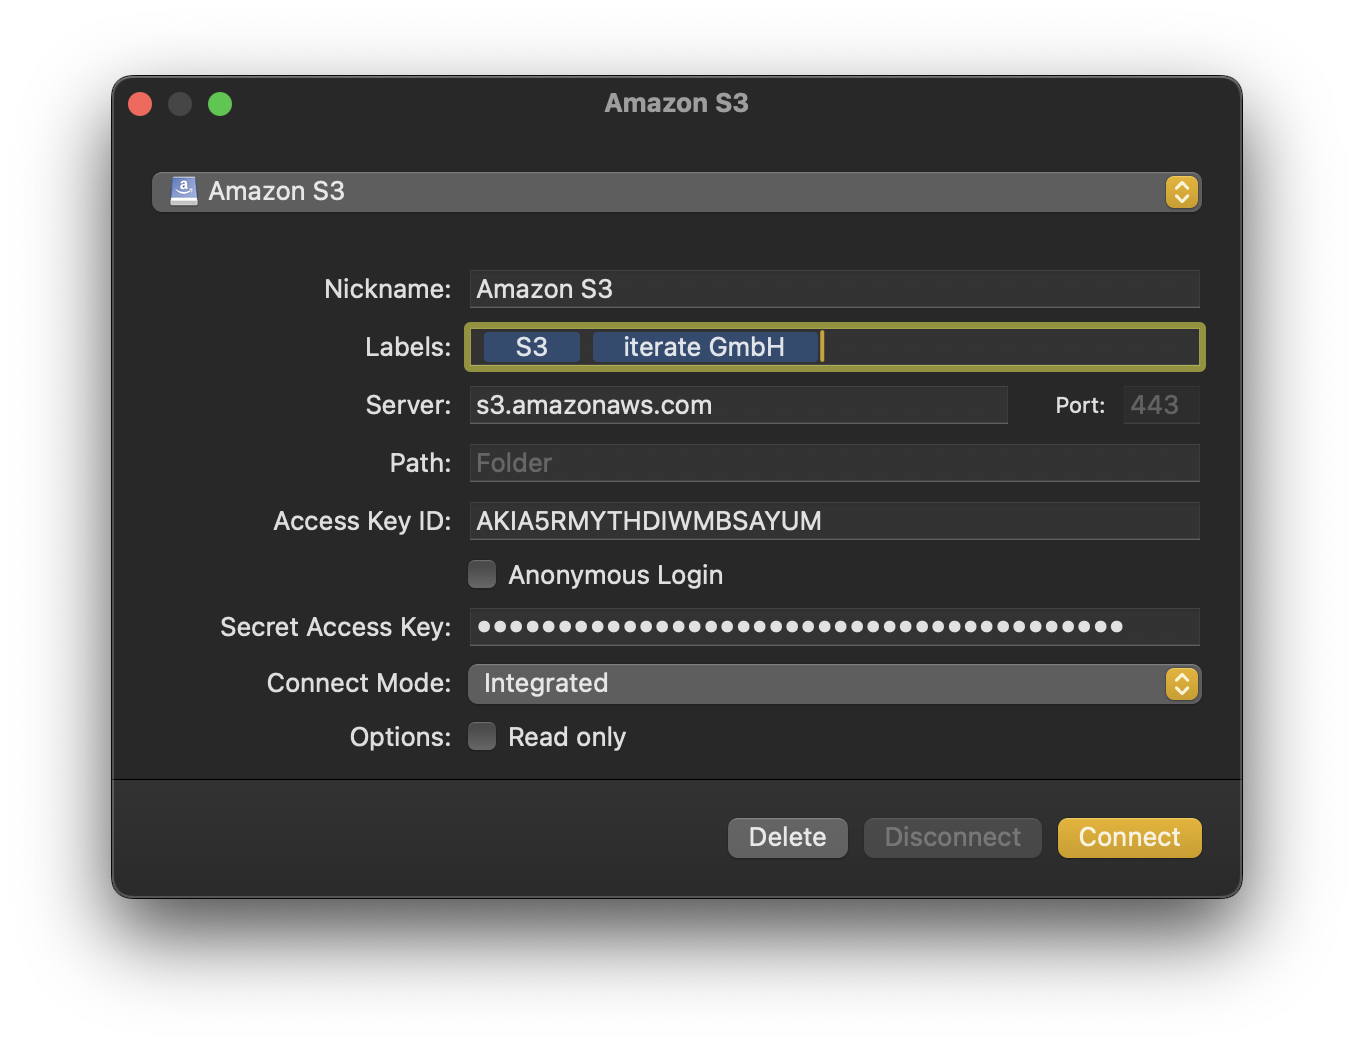 Amazon S3
Amazon S3
Nickname: Amazon S3
Labels: S3 iterate GmbH
Server: s3.amazonaws.com Port: 443
Path: Folder
Access Key ID: AKIA5RMYTHDIWMBSAYUM
Anonymous Login
Secret Access Key: ●●●●●●●●●●●●●●●●●●●●●●●●●●●●●●●●●●●●●●●●
Connect Mode: Integrated
Options: Read only
Delete Disconnect Connect